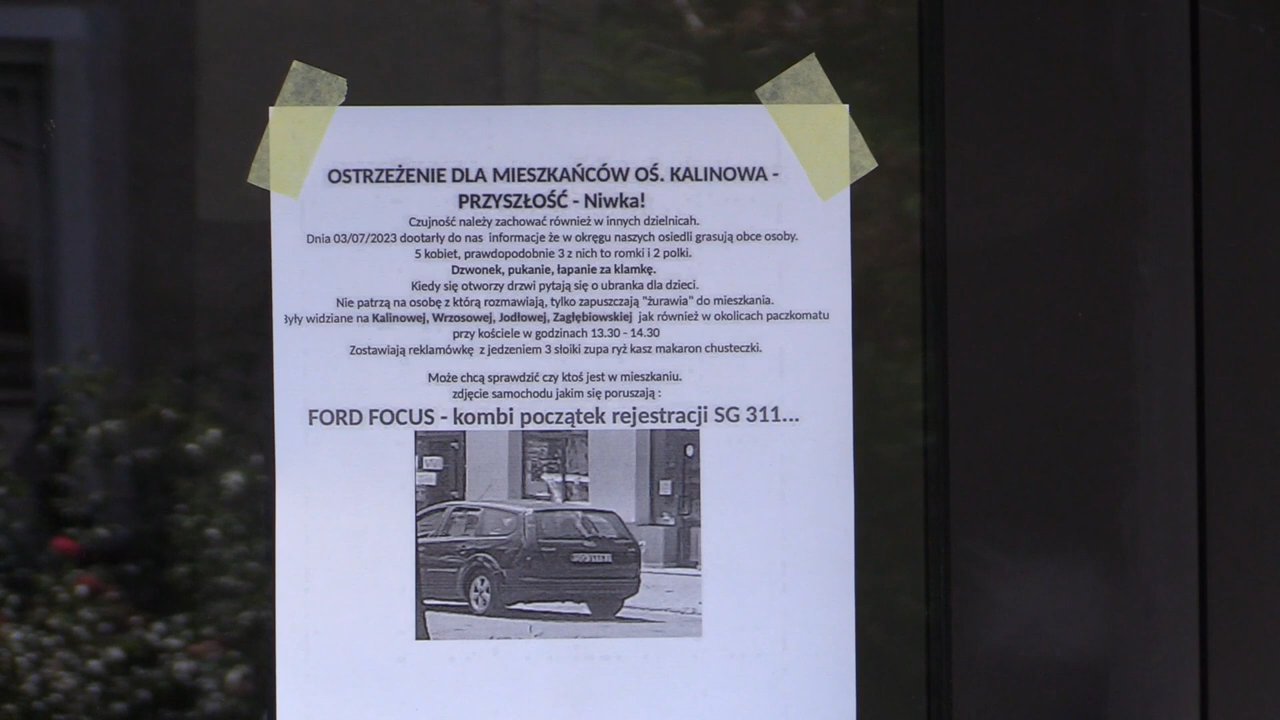 OSTRZEŻENIE DLA MIESZKAŃCÓW OŚ. KALINOWA -
PRZYSZŁOŚĆ - Niwka!
Czujność należy zachować również w innych dzielnicah.
Dnia 03/07/2023 dootarły do nas informacje że w okręgu naszych osiedli grasują obce osoby.
5 kobiet, prawdopodobnie 3 z nich to romki i 2 polki.
Dzwonek, pukanie, łapanie za klamkę.
Kiedy się otworzy drzwi pytają się o ubranka dla dzieci.
Nie patrzą na osobę z którą rozmawiają, tylko zapuszczają "żurawia" do mieszkania.
Były widziane na Kalinowej, Wrzosowej, Jodłowej, Zagłębiowskiej jak również w okolicach paczkomatu
przy kościele w godzinach 13.30 - 14.30
Zostawiają reklamówkę z jedzeniem 3 słoiki zupa ryż kasz makaron chusteczki.
Może chcą sprawdzić czy ktoś jest w mieszkaniu.
zdjęcie samochodu jakim się poruszają :
FORD FOCUS - kombi początek rejestracji SG 311...